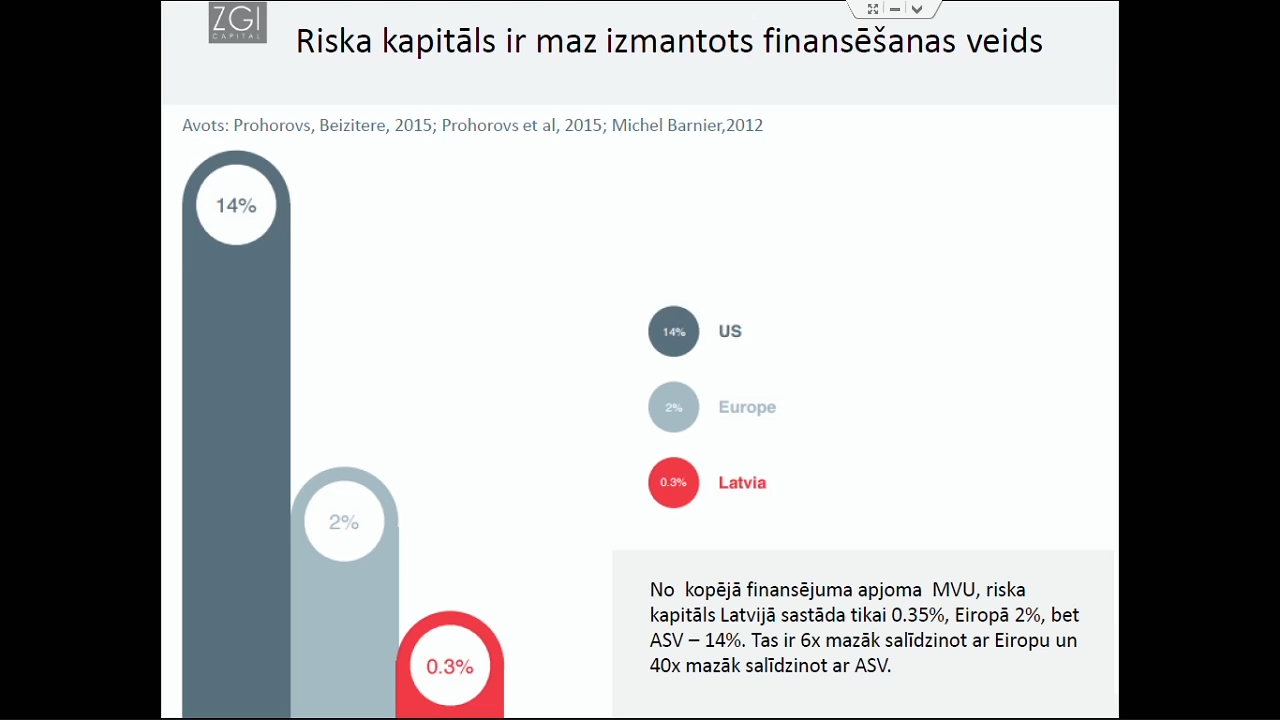 ZGI
CAPITAL
Riska kapitāls ir maz izmantots finansēšanas veids
Avots: Prohorovs, Beizitere, 2015; Prohorovs et al, 2015; Michel Barnier,2012
14%
2%
0.3%
14% US
2% Europe
0.3% Latvia
No kopējā finansējuma apjoma MVU, riska
kapitāls Latvijā sastāda tikai 0.35%, Eiropā 2%, bet
ASV – 14%. Tas ir 6x mazāk salīdzinot ar Eiropu un
40x mazāk salīdzinot ar ASV.